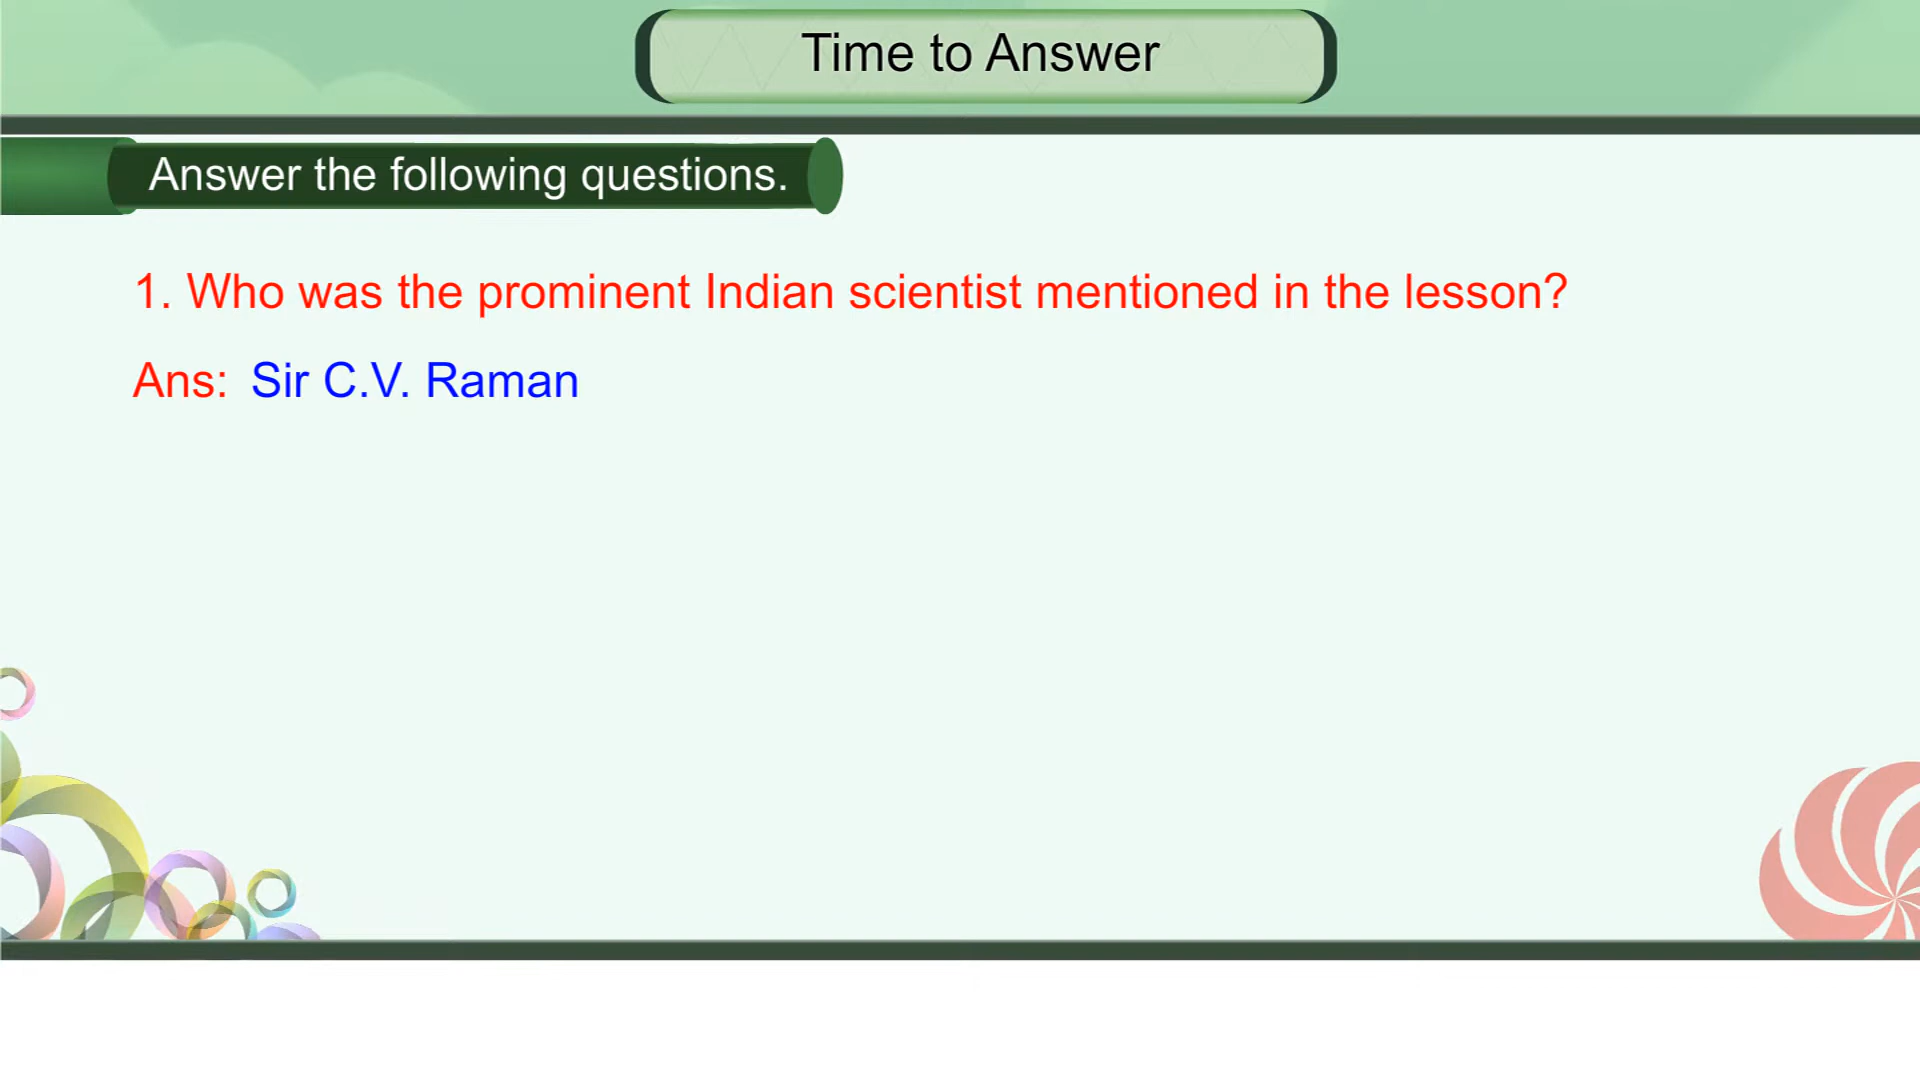 Time to Answer
Answer the following questions.
1. Who was the prominent Indian scientist mentioned in the lesson?
Ans: Sir C.V. Raman